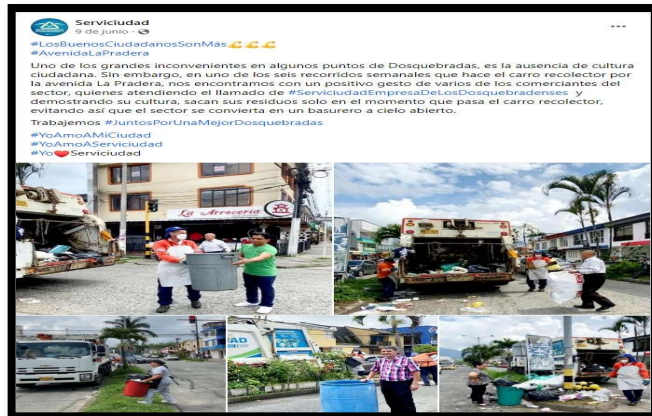 Serviciudad
9 de junio ·
#LosBuenosCiudadanosSonMás
#AvenidaLaPradera
Uno de los grandes inconvenientes en algunos puntos de Dosquebradas, es la ausencia de cultura
ciudadana. Sin embargo, en uno de los seis recorridos semanales que hace el carro recolector por
la avenida La Pradera, nos encontramos con un positivo gesto de varios de los comerciantes del
sector, quienes atendiendo el llamado de #ServiciudadEmpresaDeLosDosquebradenses y
demostrando su cultura, sacan sus residuos solo en el momento que pasa el carro recolector,
evitando así que el sector se convierta en un basurero a cielo abierto.
Trabajemos #JuntosPorUnaMejorDosquebradas
#YoAmoAMiCiudad
#YoAmoAServiciudad
#Yo❤Serviciudad
La Arrocería